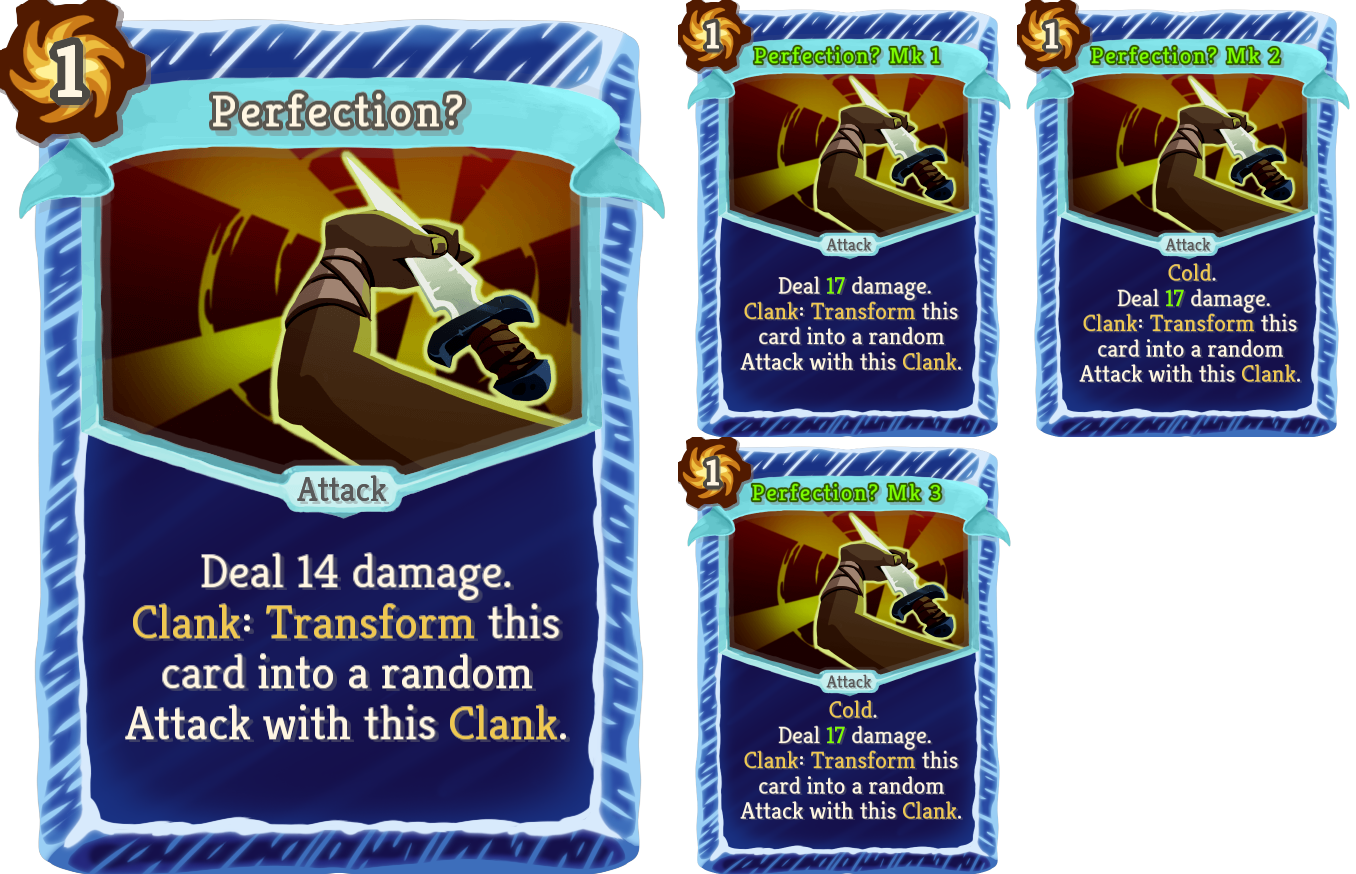 1
Perfection?
Attack
Deal 14 damage.
Clank: Transform this
card into a random
Attack with this Clank.
1
Perfection? Mk 1
Attack
Deal 17 damage.
Clank: Transform this
card into a random
Attack with this Clank.
1
Perfection? Mk 2
Attack
Cold.
Deal 17 damage.
Clank: Transform this
card into a random
Attack with this Clank.
1
Perfection? Mk 3
Attack
Cold.
Deal 17 damage.
Clank: Transform this
card into a random
Attack with this Clank.